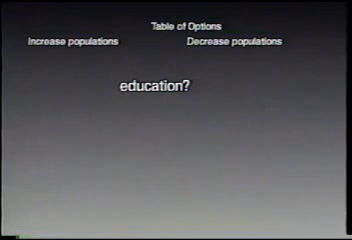 Table of Options
Increase populations Decrease populations
education?